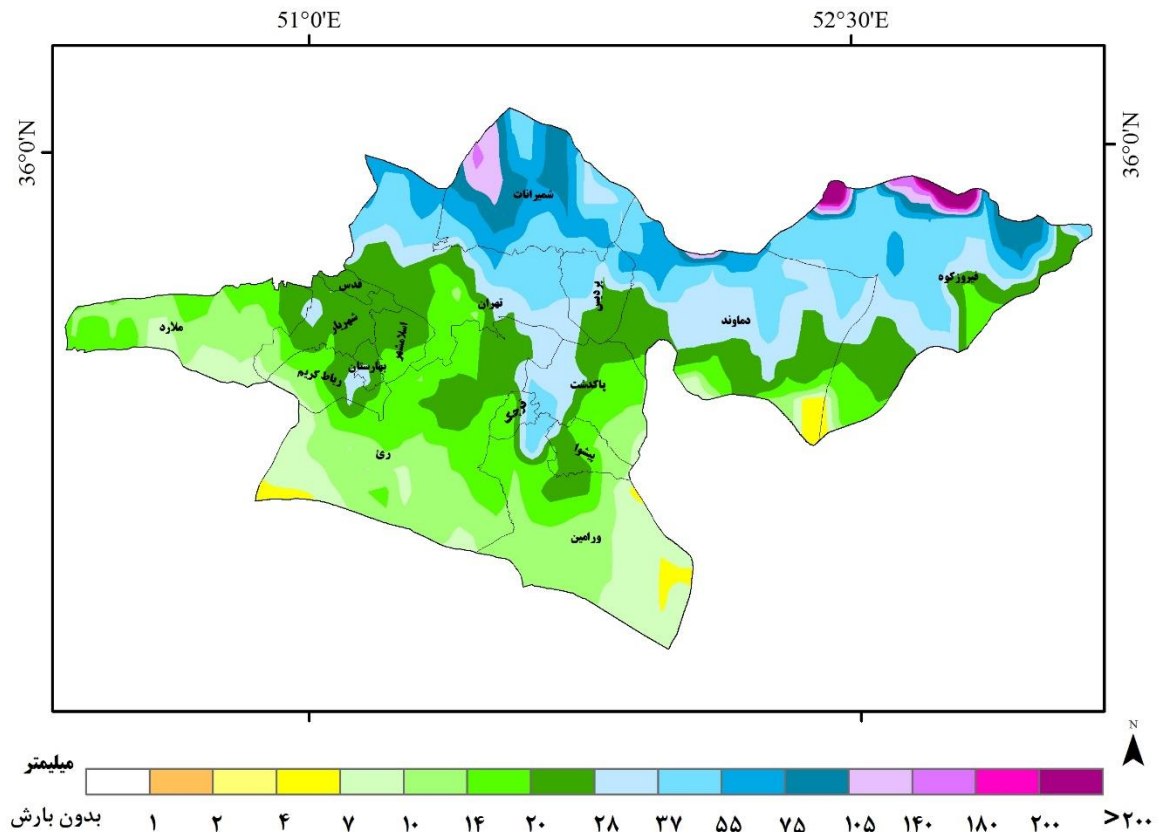 51°0'E 52°30'E
36°0'N 36°0'N
شمیرانات
فیروزکوه
قدس
پردیس
تهران
دماوند
ملارد
شهریار
اسلامشهر
بهارستان
رباط کریم
پاکدشت
قرچک
پیشوا
ری
ورامین
N
میلیمتر
بدون بارش ۱ ۲ ۴ ۷ ۱۰ ۱۴ ۲۰ ۲۸ ۳۷ ۵۵ ۷۵ ۱۰۵ ۱۴۰ ۱۸۰ ۲۰۰ >۲۰۰